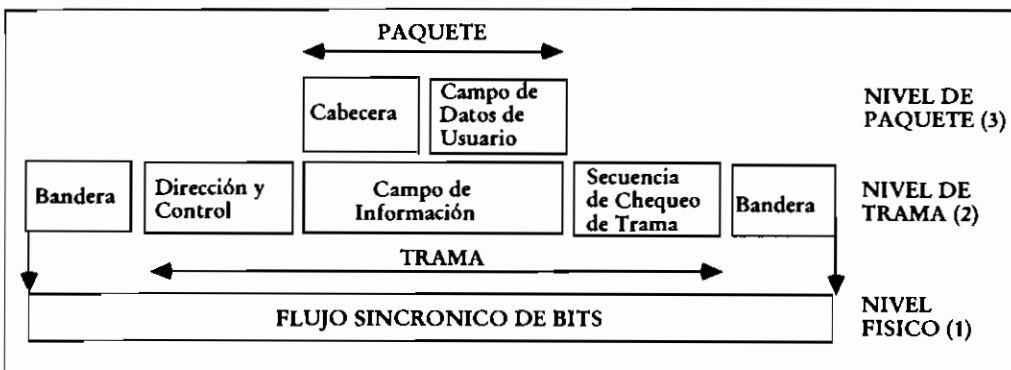 PAQUETE
Cabecera
Campo de
Datos de
Usuario
NIVEL DE
PAQUETE (3)
Bandera
Dirección y
Control
Campo de
Información
Secuencia
de Chequeo
de Trama
Bandera
NIVEL DE
TRAMA (2)
TRAMA
FLUJO SINCRONICO DE BITS
NIVEL
FISICO (1)